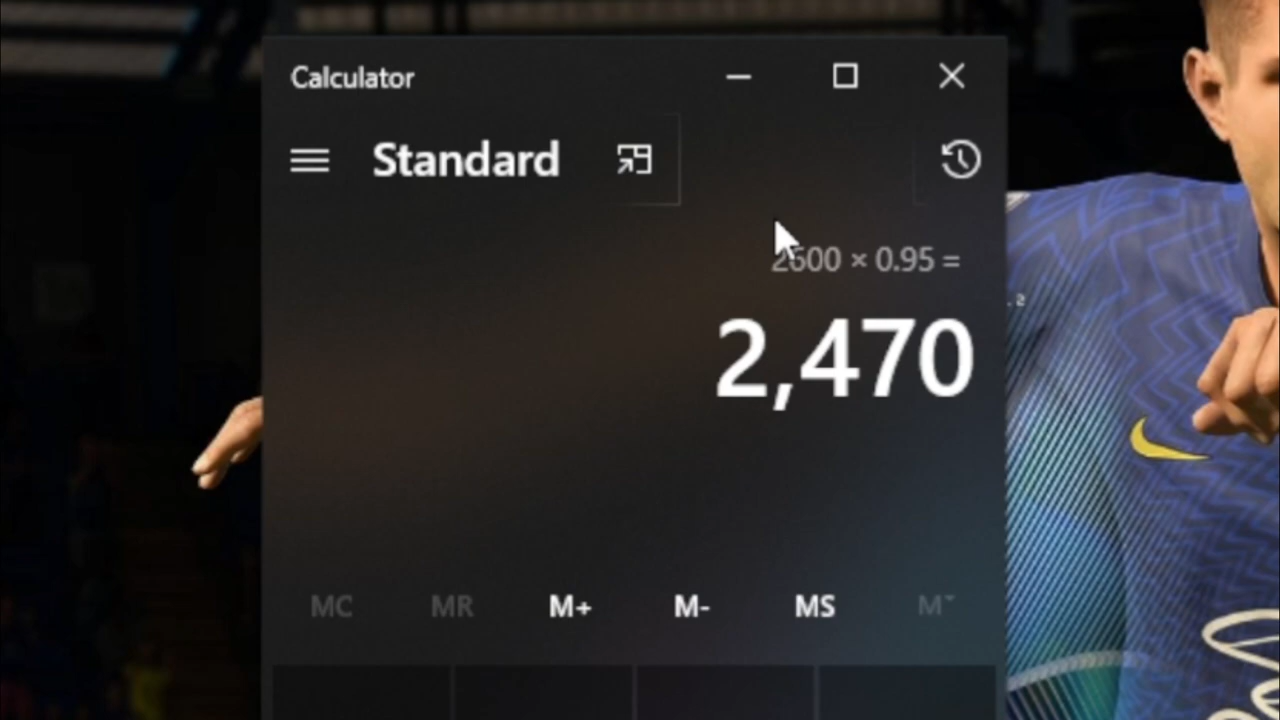 Calculator
Standard
2600 × 0.95 =
2,470
MC MR M+ M- MS M˅